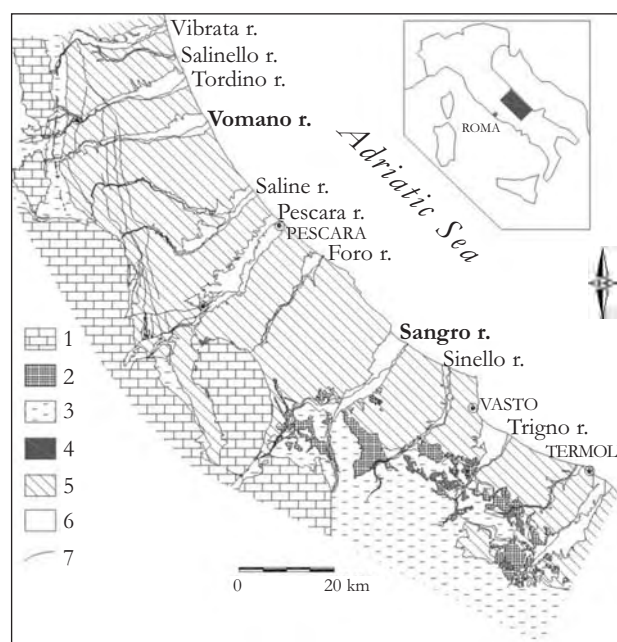 Vibrata r.
Salinello r.
Tordino r.
Vomano r.
ROMA
Adriatic Sea
Saline r.
Pescara r.
PESCARA
Foro r.
Sangro r.
Sinello r.
VASTO
Trigno r.
TERMOL
1
2
3
4
5
6
7
0 20 km